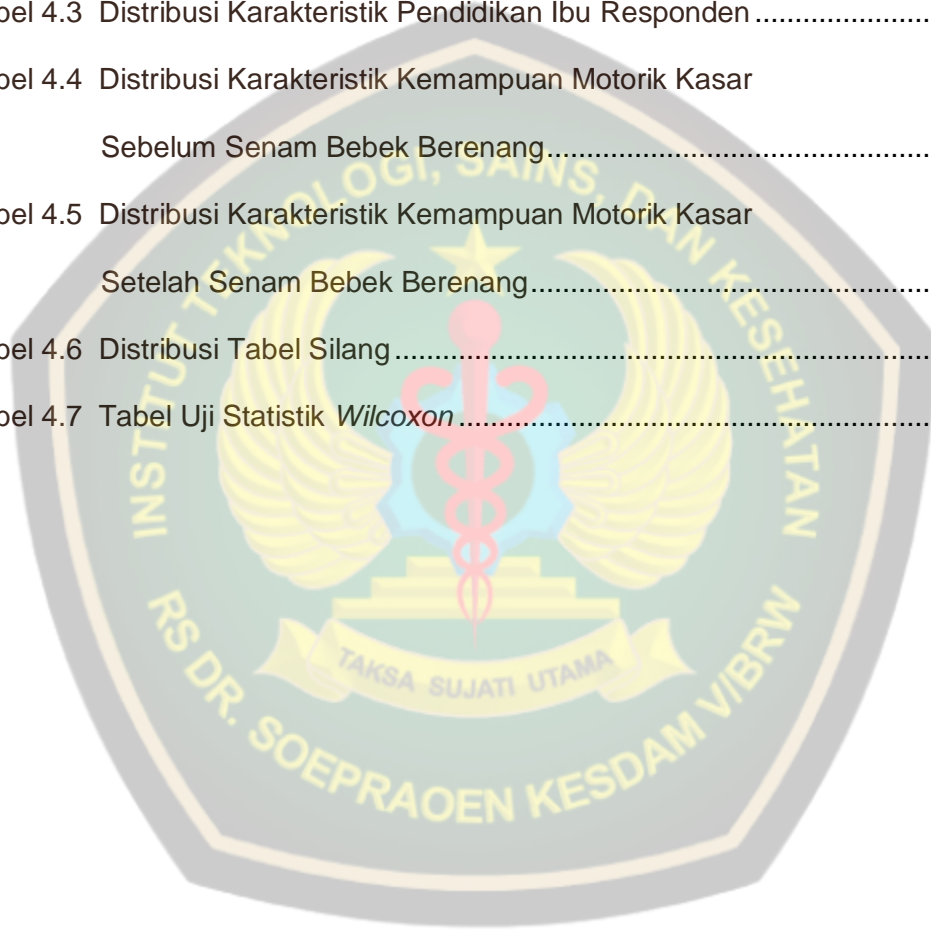 bel 4.3 Distribusi Karakteristik Pendidikan Ibu Responden........................
bel 4.4 Distribusi Karakteristik Kemampuan Motorik Kasar
Sebelum Senam Bebek Berenang................................................
bel 4.5 Distribusi Karakteristik Kemampuan Motorik Kasar
Setelah Senam Bebek Berenang..................................................
bel 4.6 Distribusi Tabel Silang...................................................................
bel 4.7 Tabel Uji Statistik Wilcoxon...........................................................
INSTITUT TEKNOLOGI, SAINS, DAN KESEHATAN
TAKSA SUJATI UTAMA
RS DR. SOEPRAOEN KESDAM V/BRW